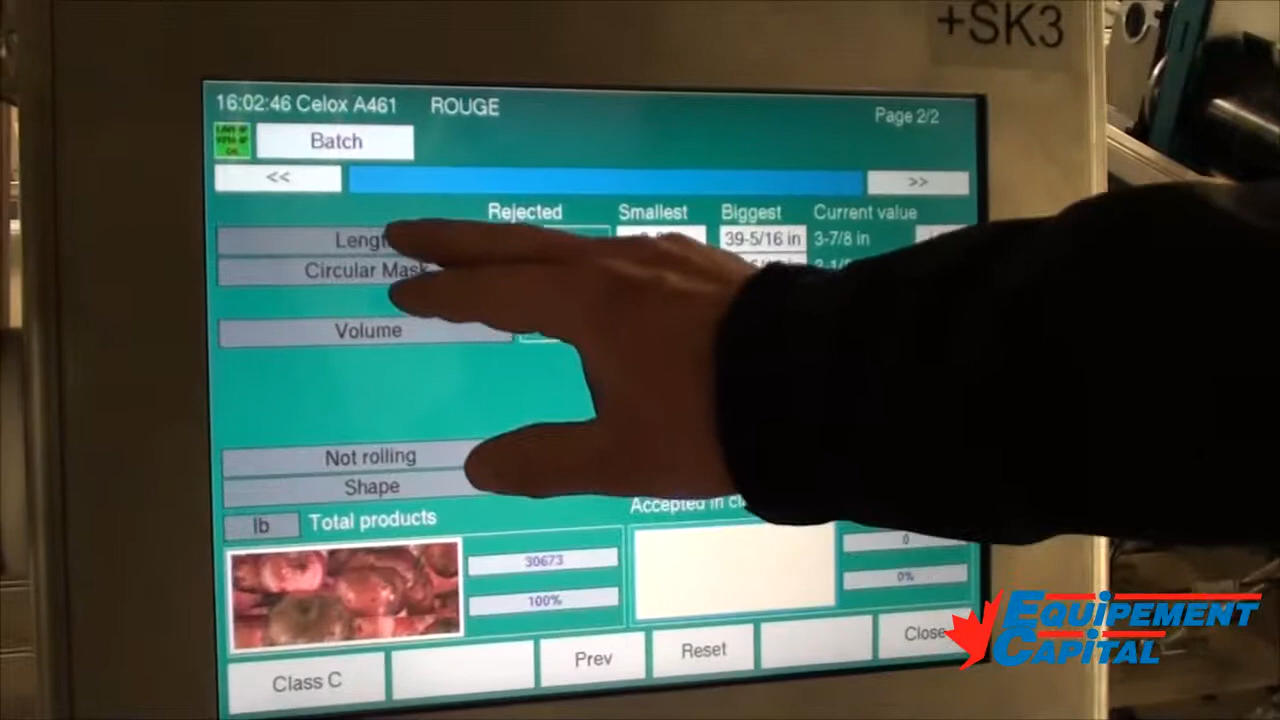 +SK3
16:02:46 Celox A461 ROUGE Page 2/2
Batch
<< >>
Rejected Smallest Biggest Current value
39-5/16 in 3-7/8 in
Circular Mask
Volume
Not rolling
Shape
Accepted in
lb Total products
30673 0
100% 0%
Class C Prev Reset Close
EQUIPEMENT
CAPITAL